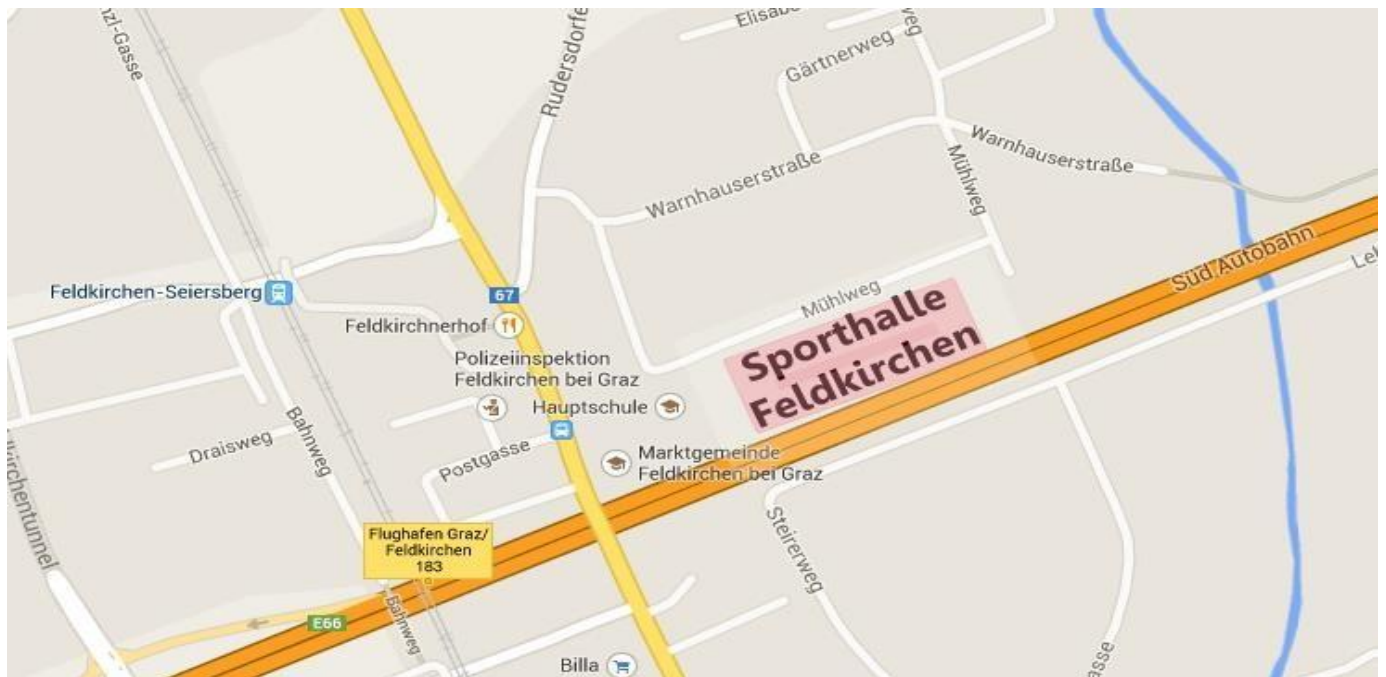 Elisab
Gärtnerweg
Rudersdorfe
Warnhauserstraße
Warnhauserstraße
Mühlweg
Süd Autobahn
Feldkirchen-Seiersberg
67
Mühlweg
Feldkirchnerhof
Sporthalle
Feldkirchen
Polizeiinspektion
Feldkirchen bei Graz
Hauptschule
Draisweg
Bahnweg
Postgasse
Marktgemeinde
Feldkirchen bei Graz
Steirerweg
Flughafen Graz/
Feldkirchen
183
Bahnweg
E66
Billa